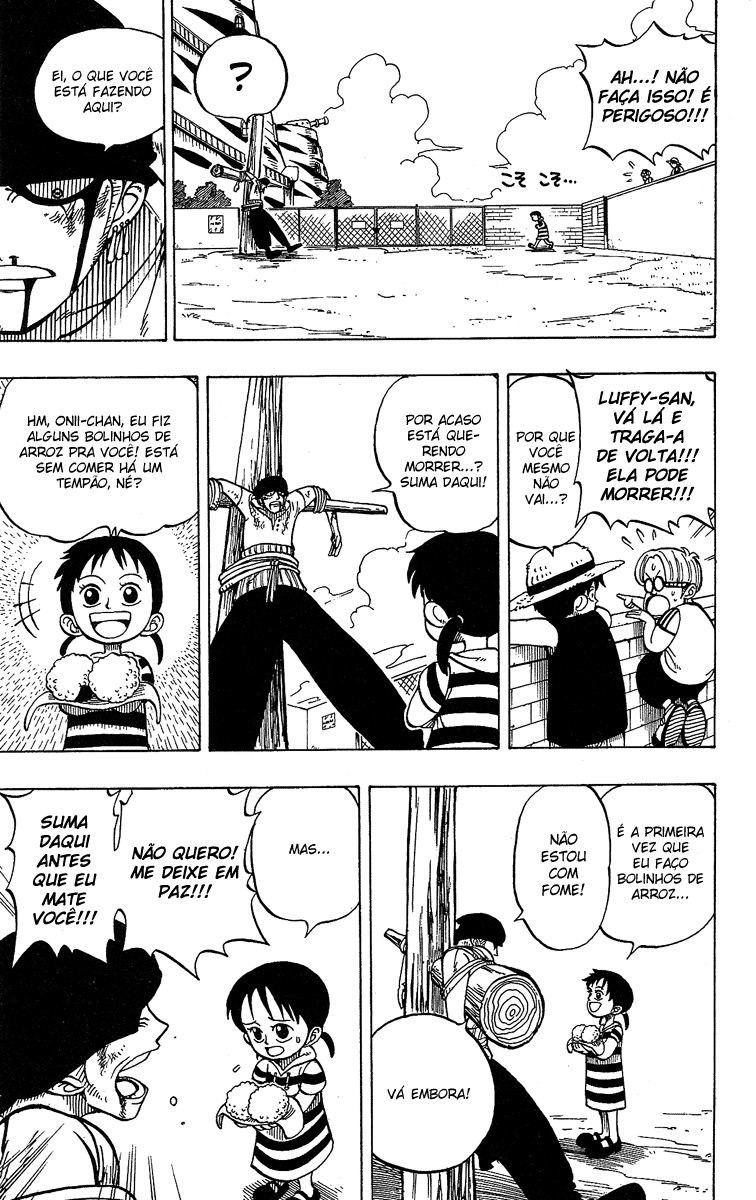 AH...! NÃO
FAÇA ISSO! É
PERIGOSO!!!
こそ こそ...
?
EI, O QUE VOCÊ
ESTÁ FAZENDO
AQUI?
LUFFY-SAN,
VÁ LÁ E
TRAGA-A
DE VOLTA!!!
ELA PODE
MORRER!!!
POR QUE
VOCÊ
MESMO
NÃO
VAI...?
POR ACASO
ESTÁ QUE-
RENDO
MORRER...?
SUMA DAQUI!
HM, ONII-CHAN, EU FIZ
ALGUNS BOLINHOS DE
ARROZ PRA VOCÊ! ESTÁ
SEM COMER HÁ UM
TEMPÃO, NÉ?
É A PRIMEIRA
VEZ QUE
EU FAÇO
BOLINHOS DE
ARROZ...
NÃO
ESTOU
COM
FOME!
VÁ EMBORA!
MAS...
NÃO QUERO!
ME DEIXE EM
PAZ!!!
SUMA
DAQUI
ANTES
QUE EU
MATE
VOCÊ!!!